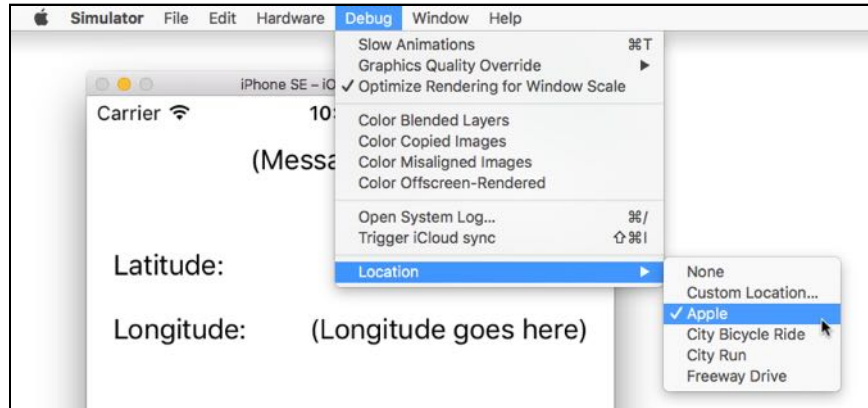 Simulator File Edit Hardware Debug Window Help
Slow Animations ⌘T
Graphics Quality Override ▶
✓ Optimize Rendering for Window Scale
Color Blended Layers
Color Copied Images
Color Misaligned Images
Color Offscreen-Rendered
Open System Log... ⌘/
Trigger iCloud sync ⇧⌘I
Location ▶
None
Custom Location...
✓ Apple
City Bicycle Ride
City Run
Freeway Drive
iPhone SE – iO
Carrier 10:
(Messa
Latitude:
Longitude: (Longitude goes here)